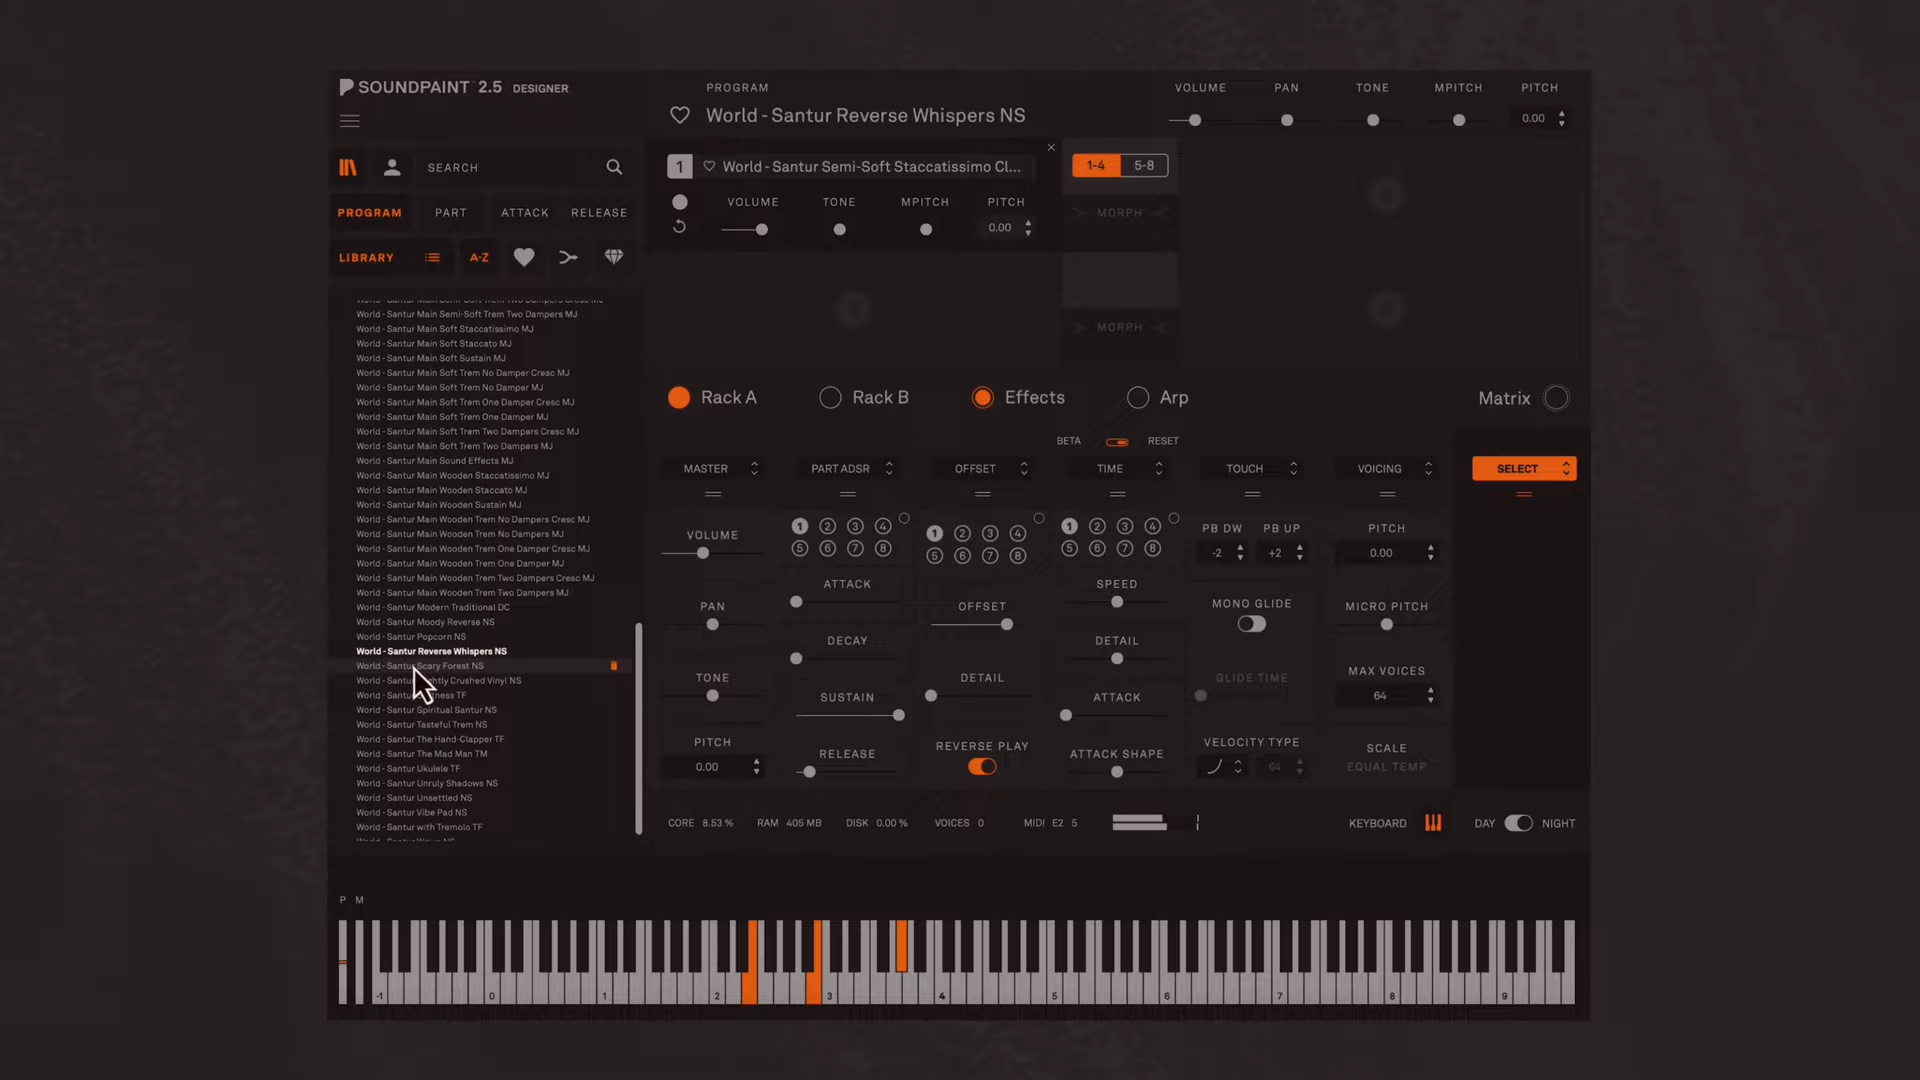 SOUNDPAINT 2.5 DESIGNER
PROGRAM
World - Santur Reverse Whispers NS
VOLUME PAN TONE MPITCH PITCH
0.00
SEARCH
PROGRAM PART ATTACK RELEASE
LIBRARY A-Z
1 World - Santur Semi-Soft Staccatissimo Cl...
VOLUME TONE MPITCH PITCH
0.00
1-4 5-8
MORPH
MORPH
World - Santur Main Semi-Soft Trem Two Dampers Cresc MJ
World - Santur Main Semi-Soft Trem Two Dampers MJ
World - Santur Main Soft Staccatissimo MJ
World - Santur Main Soft Staccato MJ
World - Santur Main Soft Sustain MJ
World - Santur Main Soft Trem No Damper Cresc MJ
World - Santur Main Soft Trem No Damper MJ
World - Santur Main Soft Trem One Damper Cresc MJ
World - Santur Main Soft Trem One Damper MJ
World - Santur Main Soft Trem Two Dampers Cresc MJ
World - Santur Main Soft Trem Two Dampers MJ
World - Santur Main Sound Effects MJ
World - Santur Main Wooden Staccatissimo MJ
World - Santur Main Wooden Staccato MJ
World - Santur Main Wooden Sustain MJ
World - Santur Main Wooden Trem No Dampers Cresc MJ
World - Santur Main Wooden Trem No Dampers MJ
World - Santur Main Wooden Trem One Damper Cresc MJ
World - Santur Main Wooden Trem One Damper MJ
World - Santur Main Wooden Trem Two Dampers Cresc MJ
World - Santur Main Wooden Trem Two Dampers MJ
World - Santur Modern Traditional DC
World - Santur Moody Reverse NS
World - Santur Popcorn NS
World - Santur Reverse Whispers NS
World - Santur Scary Forest NS
World - Santur Crushed Vinyl NS
World - Santur TF
World - Santur Spiritual Santur NS
World - Santur Tasteful Trem NS
World - Santur The Hand-Clapper TF
World - Santur The Mad Man TM
World - Santur Ukulele TF
World - Santur Unruly Shadows NS
World - Santur Unsettled NS
World - Santur Vibe Pad NS
World - Santur with Tremolo TF
Rack A Rack B Effects Arp Matrix
BETA RESET
MASTER PART ADSR OFFSET TIME TOUCH VOICING SELECT
VOLUME
PAN
TONE
PITCH
0.00
1 2 3 4
5 6 7 8
ATTACK
DECAY
SUSTAIN
RELEASE
1 2 3 4
5 6 7 8
OFFSET
DETAIL
REVERSE PLAY
1 2 3 4
5 6 7 8
SPEED
DETAIL
ATTACK
ATTACK SHAPE
PB DW PB UP
-2 +2
MONO GLIDE
GLIDE TIME
VELOCITY TYPE
64
PITCH
0.00
MICRO PITCH
MAX VOICES
64
SCALE
EQUAL TEMP
CORE 8.53 % RAM 405 MB DISK 0.00 % VOICES 0 MIDI E2 5 KEYBOARD DAY NIGHT
P M
-1 0 1 2 3 4 5 6 7 8 9